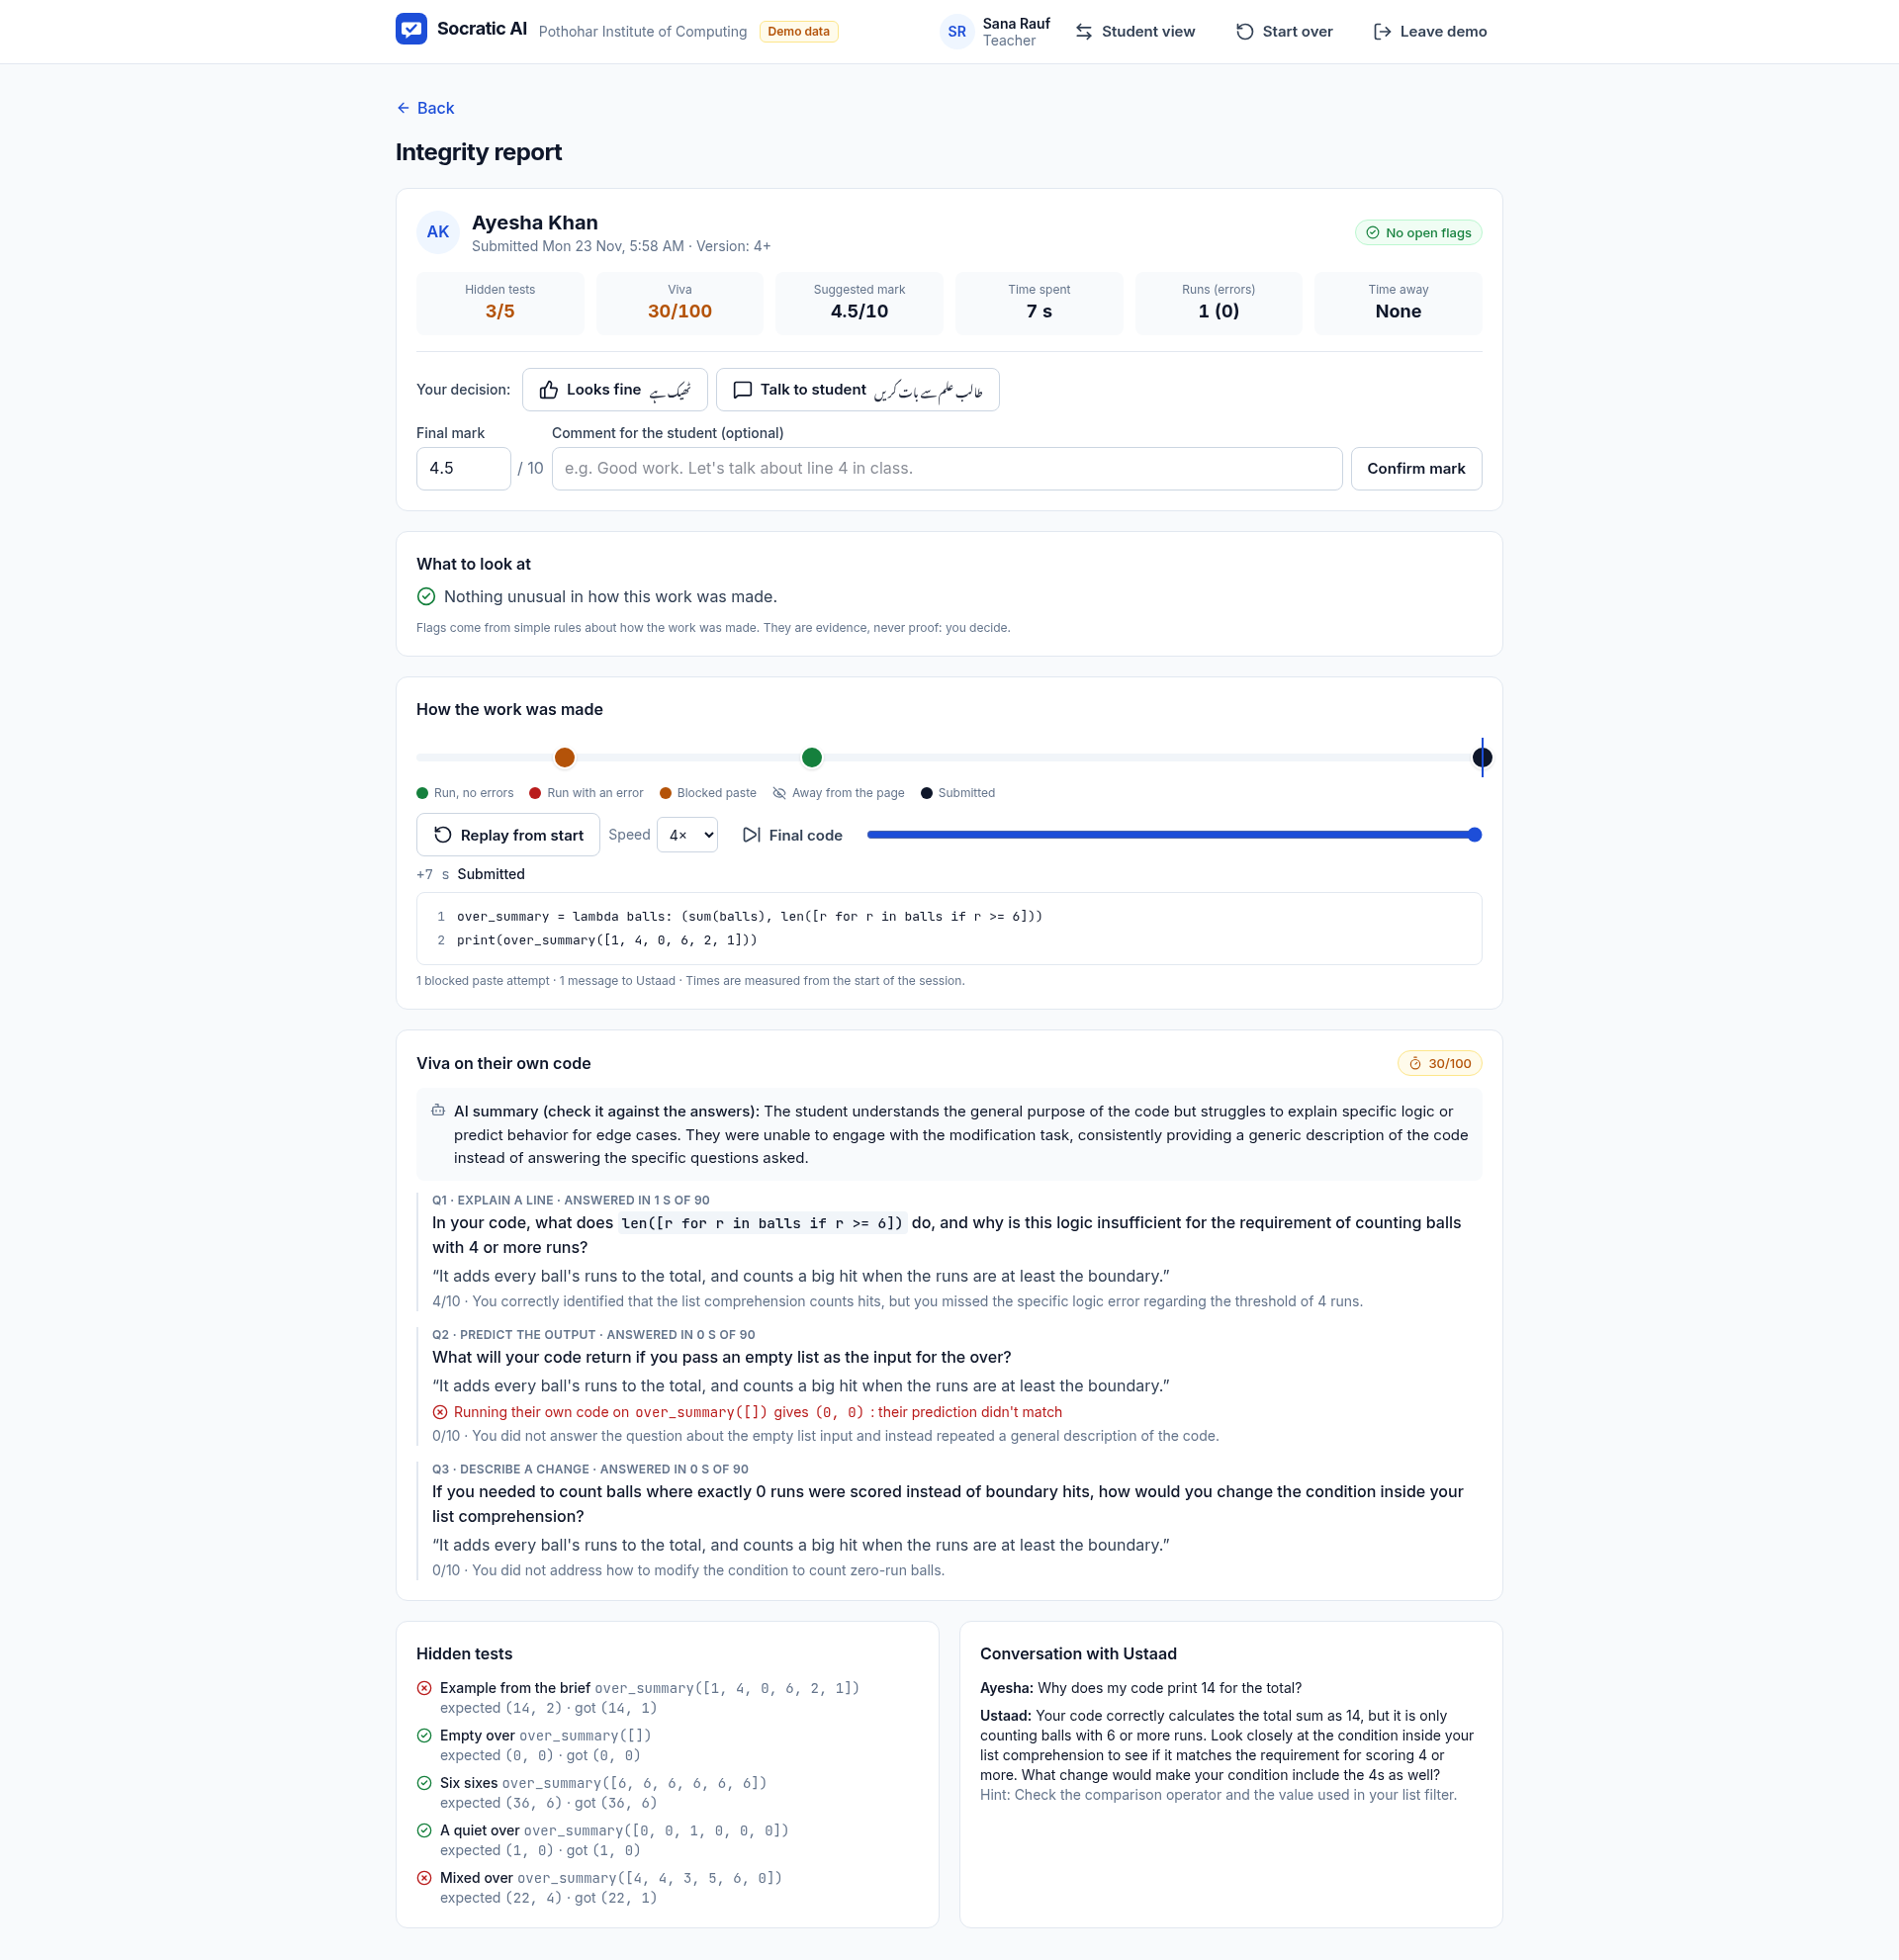 Socratic AI Pothohar Institute of Computing Demo data
SR Sana Rauf
Teacher
Student view Start over Leave demo
Back
Integrity report
AK Ayesha Khan
Submitted Mon 23 Nov, 5:58 AM · Version: 4+
No open flags
Hidden tests Viva Suggested mark Time spent Runs (errors) Time away
3/5 30/100 4.5/10 7 s 1 (0) None
Your decision: Looks fine ٹھیک ہے Talk to student طالب علم سے بات کریں
Final mark Comment for the student (optional)
4.5 / 10 e.g. Good work. Let's talk about line 4 in class. Confirm mark
What to look at
Nothing unusual in how this work was made.
Flags come from simple rules about how the work was made. They are evidence, never proof: you decide.
How the work was made
Run, no errors Run with an error Blocked paste Away from the page Submitted
Replay from start Speed 4× Final code
+7 s Submitted
1 over_summary = lambda balls: (sum(balls), len([r for r in balls if r >= 6]))
2 print(over_summary([1, 4, 0, 6, 2, 1]))
1 blocked paste attempt · 1 message to Ustaad · Times are measured from the start of the session.
Viva on their own code 30/100
AI summary (check it against the answers): The student understands the general purpose of the code but struggles to explain specific logic or
predict behavior for edge cases. They were unable to engage with the modification task, consistently providing a generic description of the code
instead of answering the specific questions asked.
Q1 · EXPLAIN A LINE · ANSWERED IN 1 S OF 90
In your code, what does len([r for r in balls if r >= 6]) do, and why is this logic insufficient for the requirement of counting balls
with 4 or more runs?
“It adds every ball's runs to the total, and counts a big hit when the runs are at least the boundary.”
4/10 · You correctly identified that the list comprehension counts hits, but you missed the specific logic error regarding the threshold of 4 runs.
Q2 · PREDICT THE OUTPUT · ANSWERED IN 0 S OF 90
What will your code return if you pass an empty list as the input for the over?
“It adds every ball's runs to the total, and counts a big hit when the runs are at least the boundary.”
Running their own code on over_summary([]) gives (0, 0) : their prediction didn't match
0/10 · You did not answer the question about the empty list input and instead repeated a general description of the code.
Q3 · DESCRIBE A CHANGE · ANSWERED IN 0 S OF 90
If you needed to count balls where exactly 0 runs were scored instead of boundary hits, how would you change the condition inside your
list comprehension?
“It adds every ball's runs to the total, and counts a big hit when the runs are at least the boundary.”
0/10 · You did not address how to modify the condition to count zero-run balls.
Hidden tests
Example from the brief over_summary([1, 4, 0, 6, 2, 1])
expected (14, 2) · got (14, 1)
Empty over over_summary([])
expected (0, 0) · got (0, 0)
Six sixes over_summary([6, 6, 6, 6, 6, 6])
expected (36, 6) · got (36, 6)
A quiet over over_summary([0, 0, 1, 0, 0, 0])
expected (1, 0) · got (1, 0)
Mixed over over_summary([4, 4, 3, 5, 6, 0])
expected (22, 4) · got (22, 1)
Conversation with Ustaad
Ayesha: Why does my code print 14 for the total?
Ustaad: Your code correctly calculates the total sum as 14, but it is only
counting balls with 6 or more runs. Look closely at the condition inside your
list comprehension to see if it matches the requirement for scoring 4 or
more. What change would make your condition include the 4s as well?
Hint: Check the comparison operator and the value used in your list filter.